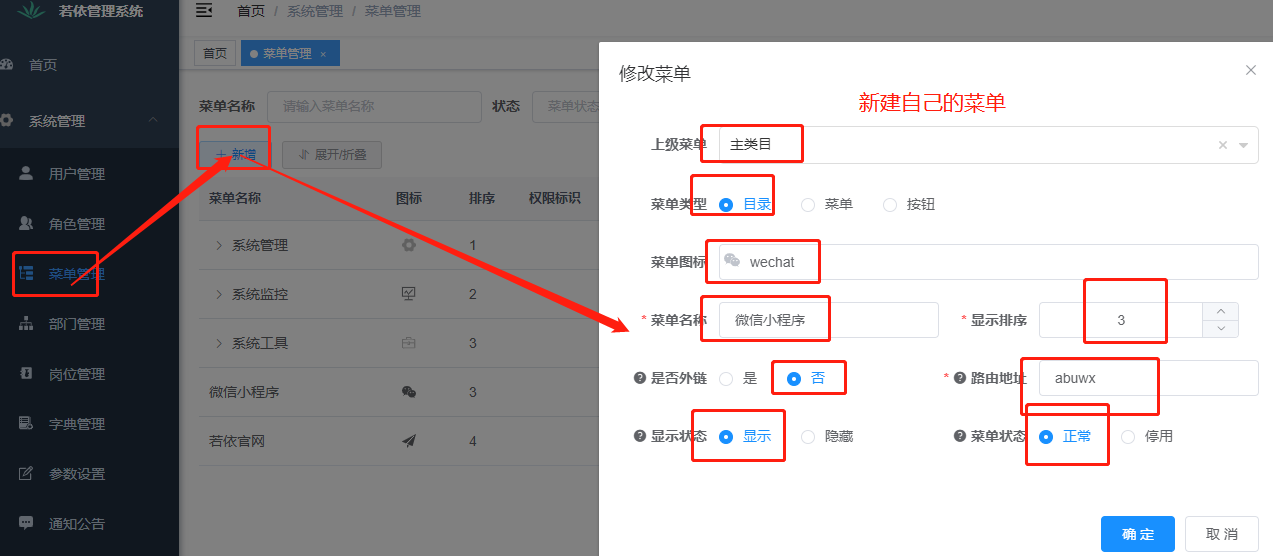 若依管理系统
首页 / 系统管理 / 菜单管理
首页
系统管理
用户管理
角色管理
菜单管理
部门管理
岗位管理
字典管理
参数设置
通知公告
首页 菜单管理 ×
菜单名称 请输入菜单名称 状态 菜单状态
+ 新增 展开/折叠
菜单名称 图标 排序 权限标识
系统管理 1
系统监控 2
系统工具 3
微信小程序 3
若依官网 4
修改菜单
新建自己的菜单
上级菜单 主类目
菜单类型 目录 菜单 按钮
菜单图标 wechat
* 菜单名称 微信小程序 * 显示排序 3
是否外链 是 否 * 路由地址 abuwx
显示状态 显示 隐藏 菜单状态 正常 停用
确 定 取 消